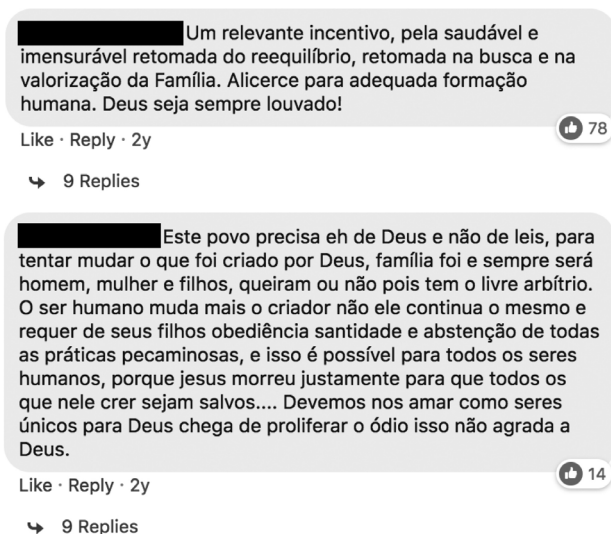 Um relevante incentivo, pela saudável e
imensurável retomada do reequilíbrio, retomada na busca e na
valorização da Família. Alicerce para adequada formação
humana. Deus seja sempre louvado!
78
Like · Reply · 2y
9 Replies
Este povo precisa eh de Deus e não de leis, para
tentar mudar o que foi criado por Deus, família foi e sempre será
homem, mulher e filhos, queiram ou não pois tem o livre arbítrio.
O ser humano muda mais o criador não ele continua o mesmo e
requer de seus filhos obediência santidade e abstenção de todas
as práticas pecaminosas, e isso é possível para todos os seres
humanos, porque jesus morreu justamente para que todos os
que nele crer sejam salvos.... Devemos nos amar como seres
únicos para Deus chega de proliferar o ódio isso não agrada a
Deus.
14
Like · Reply · 2y
9 Replies